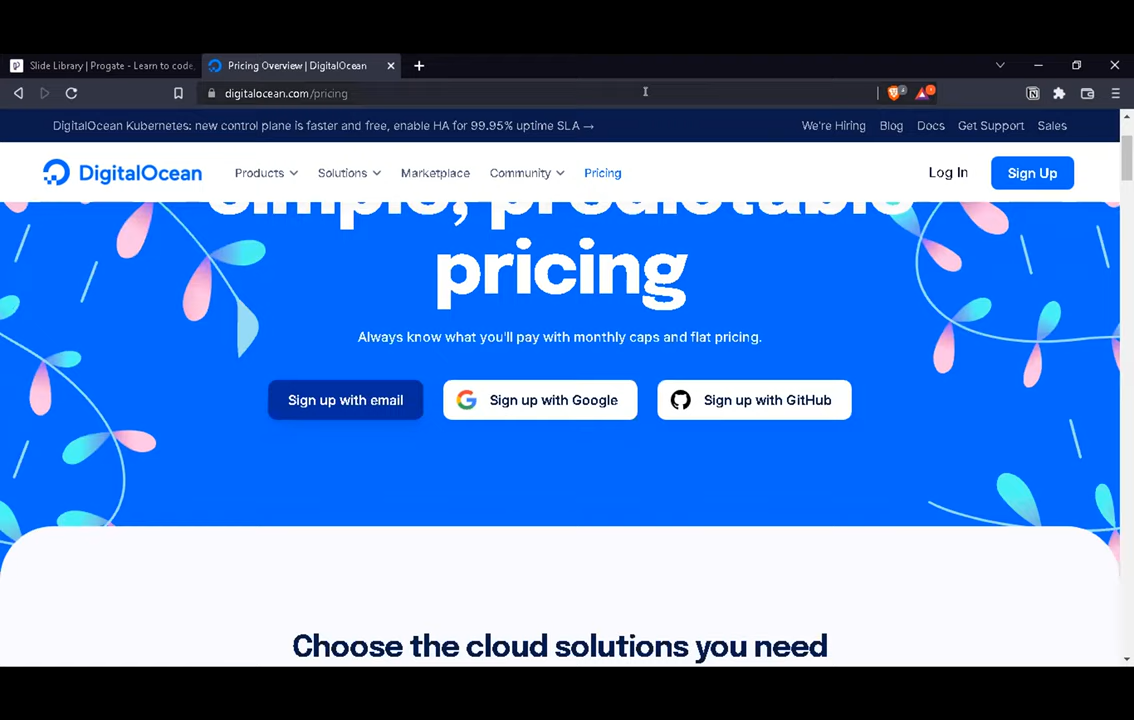 Slide Library | Progate - Learn to code
Pricing Overview | DigitalOcean
digitalocean.com/pricing
DigitalOcean Kubernetes: new control plane is faster and free, enable HA for 99.95% uptime SLA →
We're Hiring Blog Docs Get Support Sales
DigitalOcean
Products Solutions Marketplace Community Pricing
Log In Sign Up
simple, predictable
pricing
Always know what you'll pay with monthly caps and flat pricing.
Sign up with email
Sign up with Google
Sign up with GitHub
Choose the cloud solutions you need